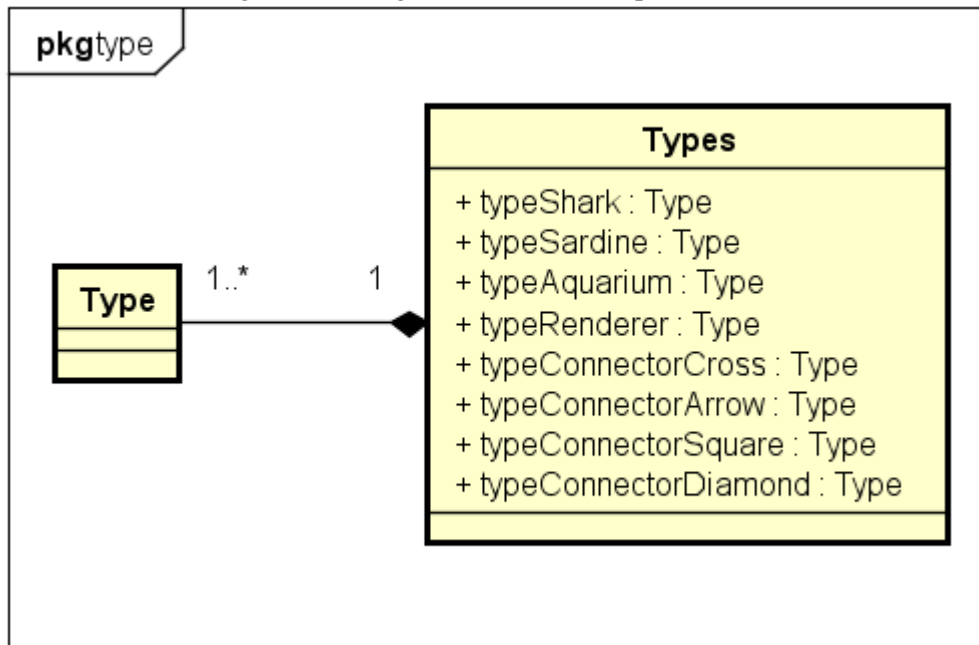 pkgtype
Types
+ typeShark : Type
+ typeSardine : Type
+ typeAquarium : Type
+ typeRenderer : Type
+ typeConnectorCross : Type
+ typeConnectorArrow : Type
+ typeConnectorSquare : Type
+ typeConnectorDiamond : Type
Type
1..*
1